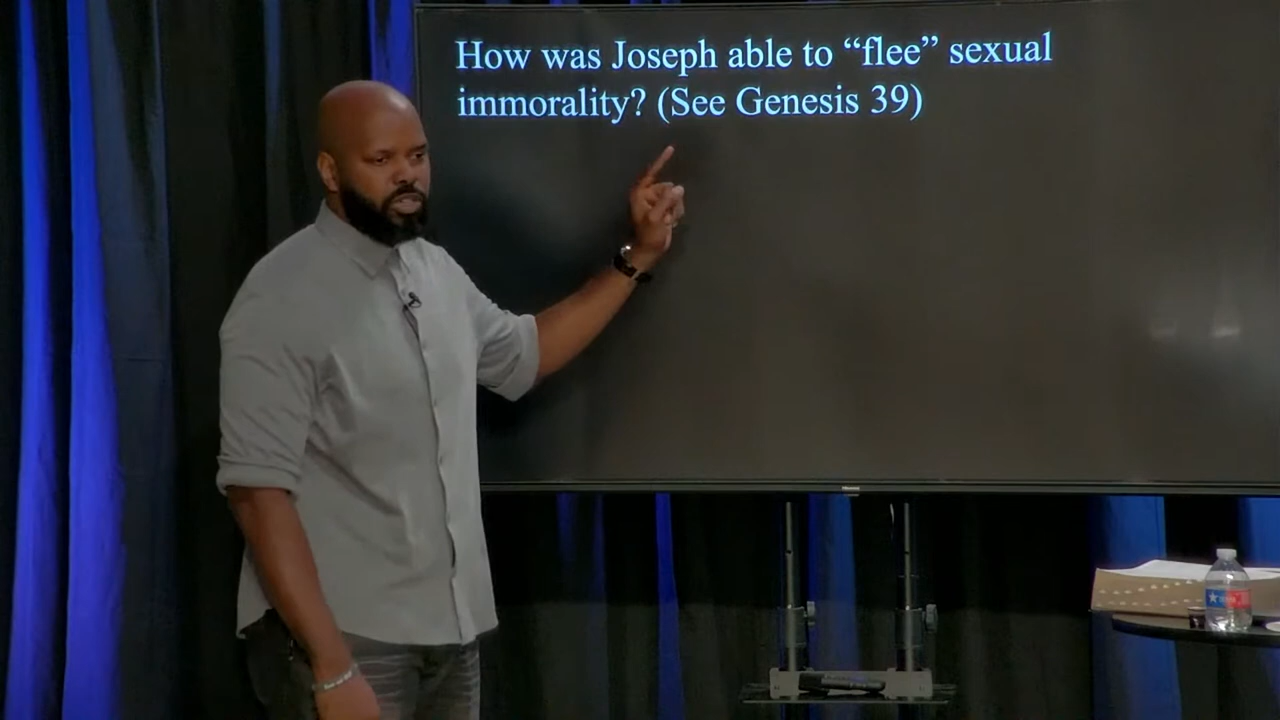 How was Joseph able to “flee” sexual
immorality? (See Genesis 39)